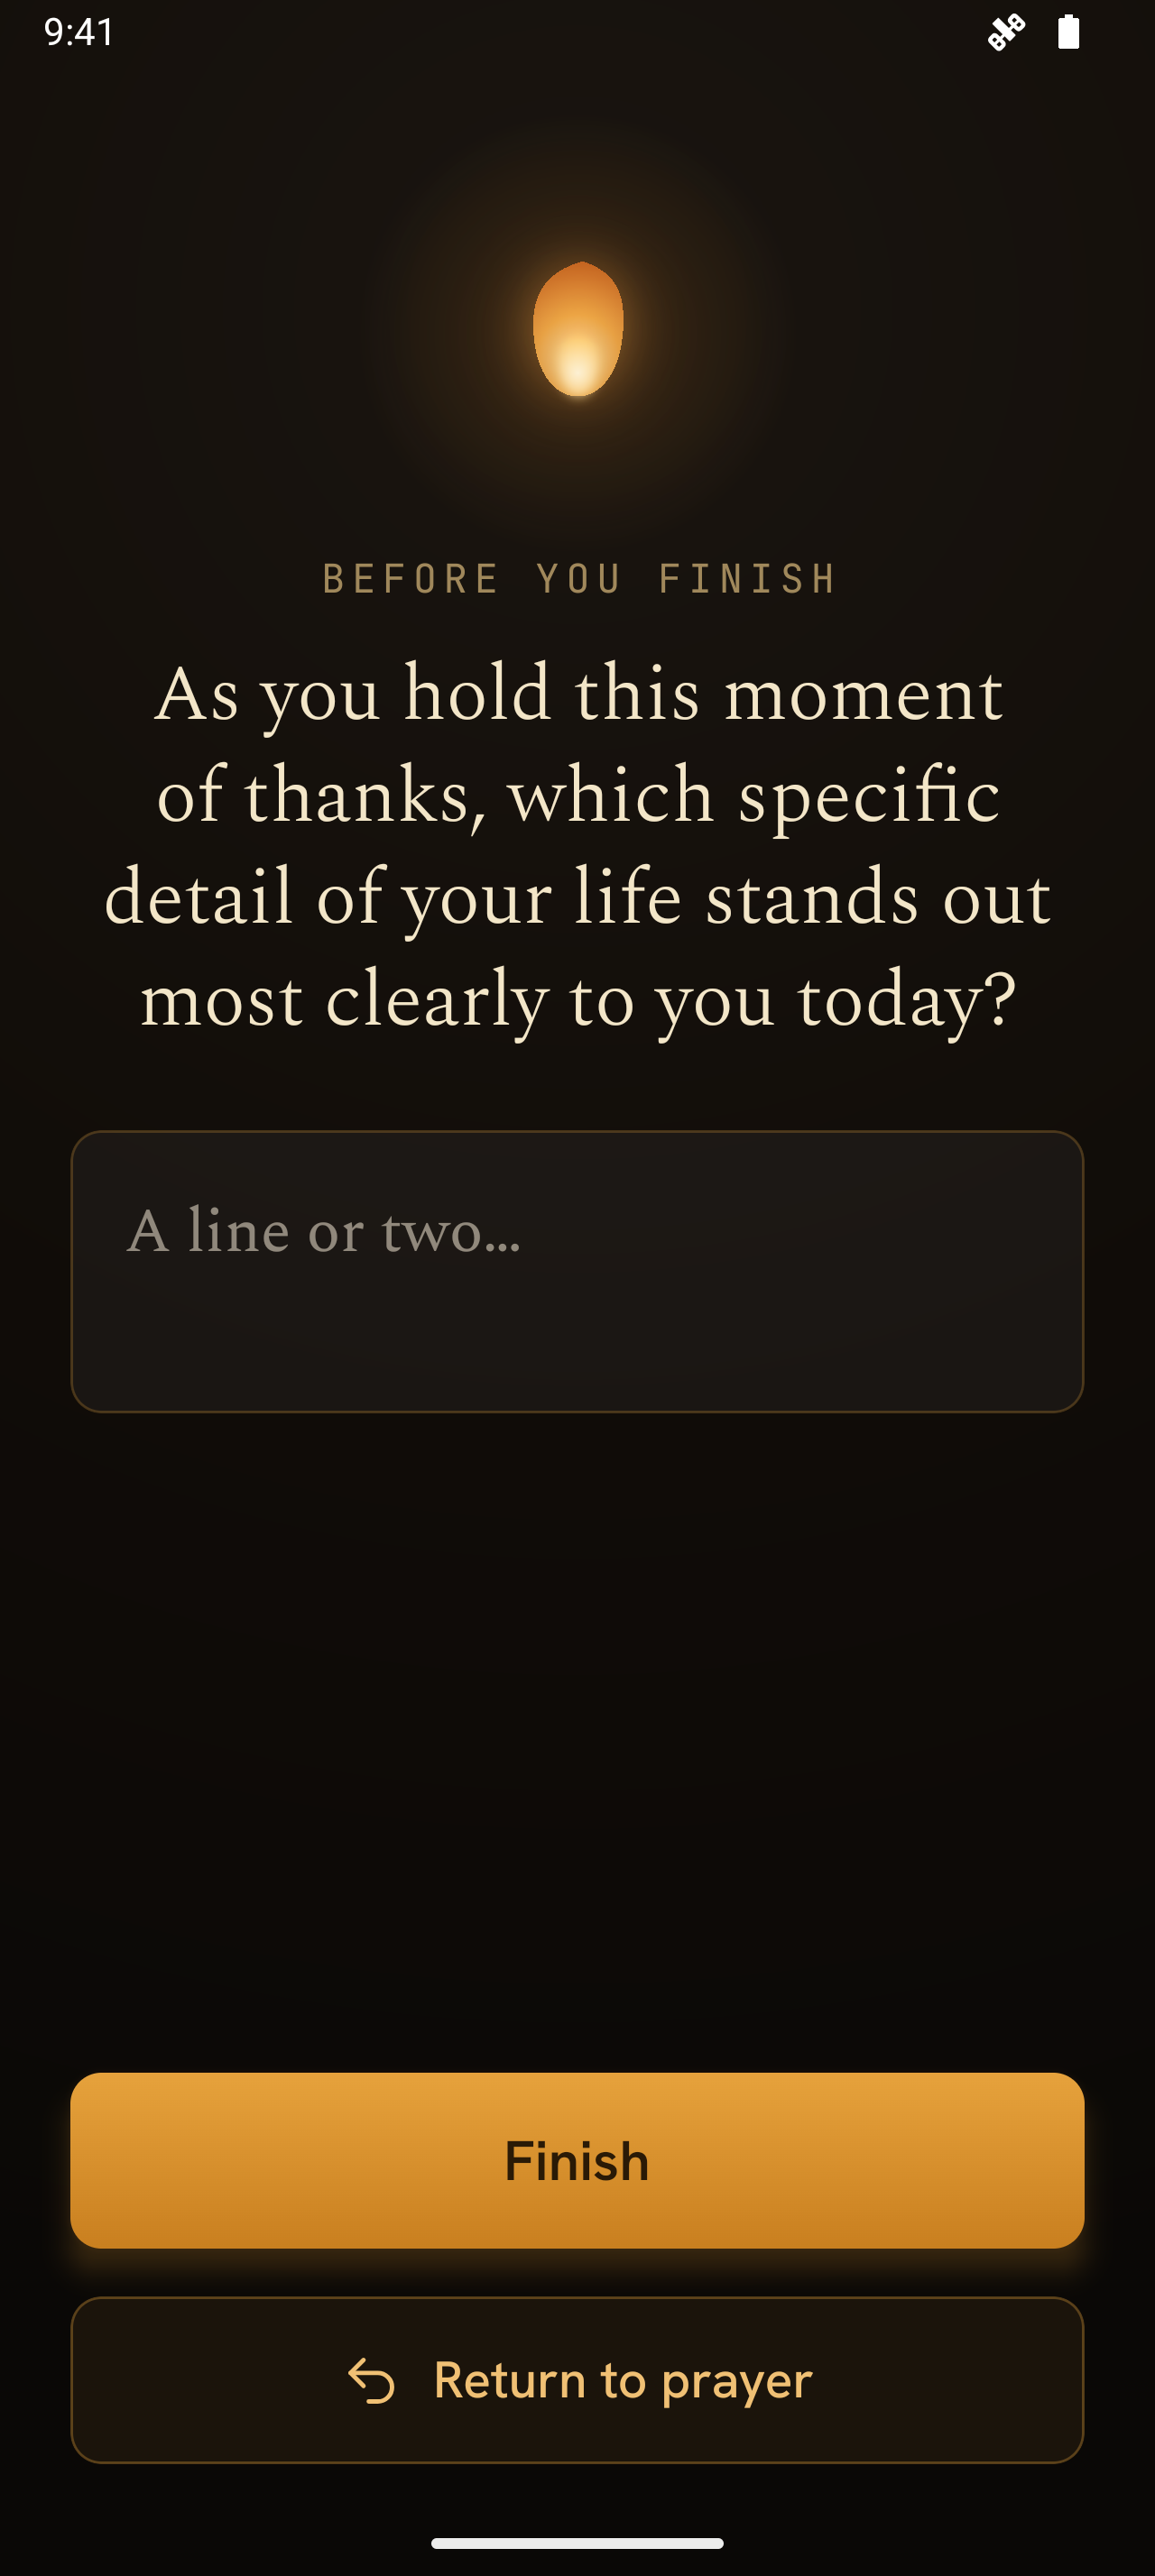 9:41
BEFORE YOU FINISH
As you hold this moment
of thanks, which specific
detail of your life stands out
most clearly to you today?
A line or two…
Finish
Return to prayer